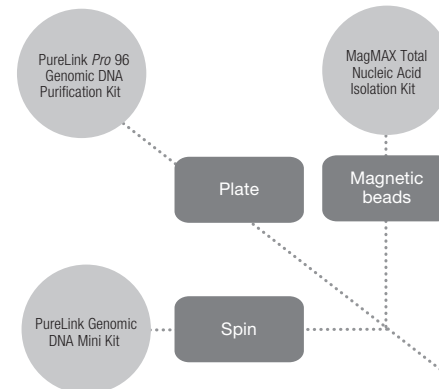 PureLink Pro 96
Genomic DNA
Purification Kit
MagMAX Total
Nucleic Acid
Isolation Kit
Plate
Magnetic
beads
PureLink Genomic
DNA Mini Kit
Spin